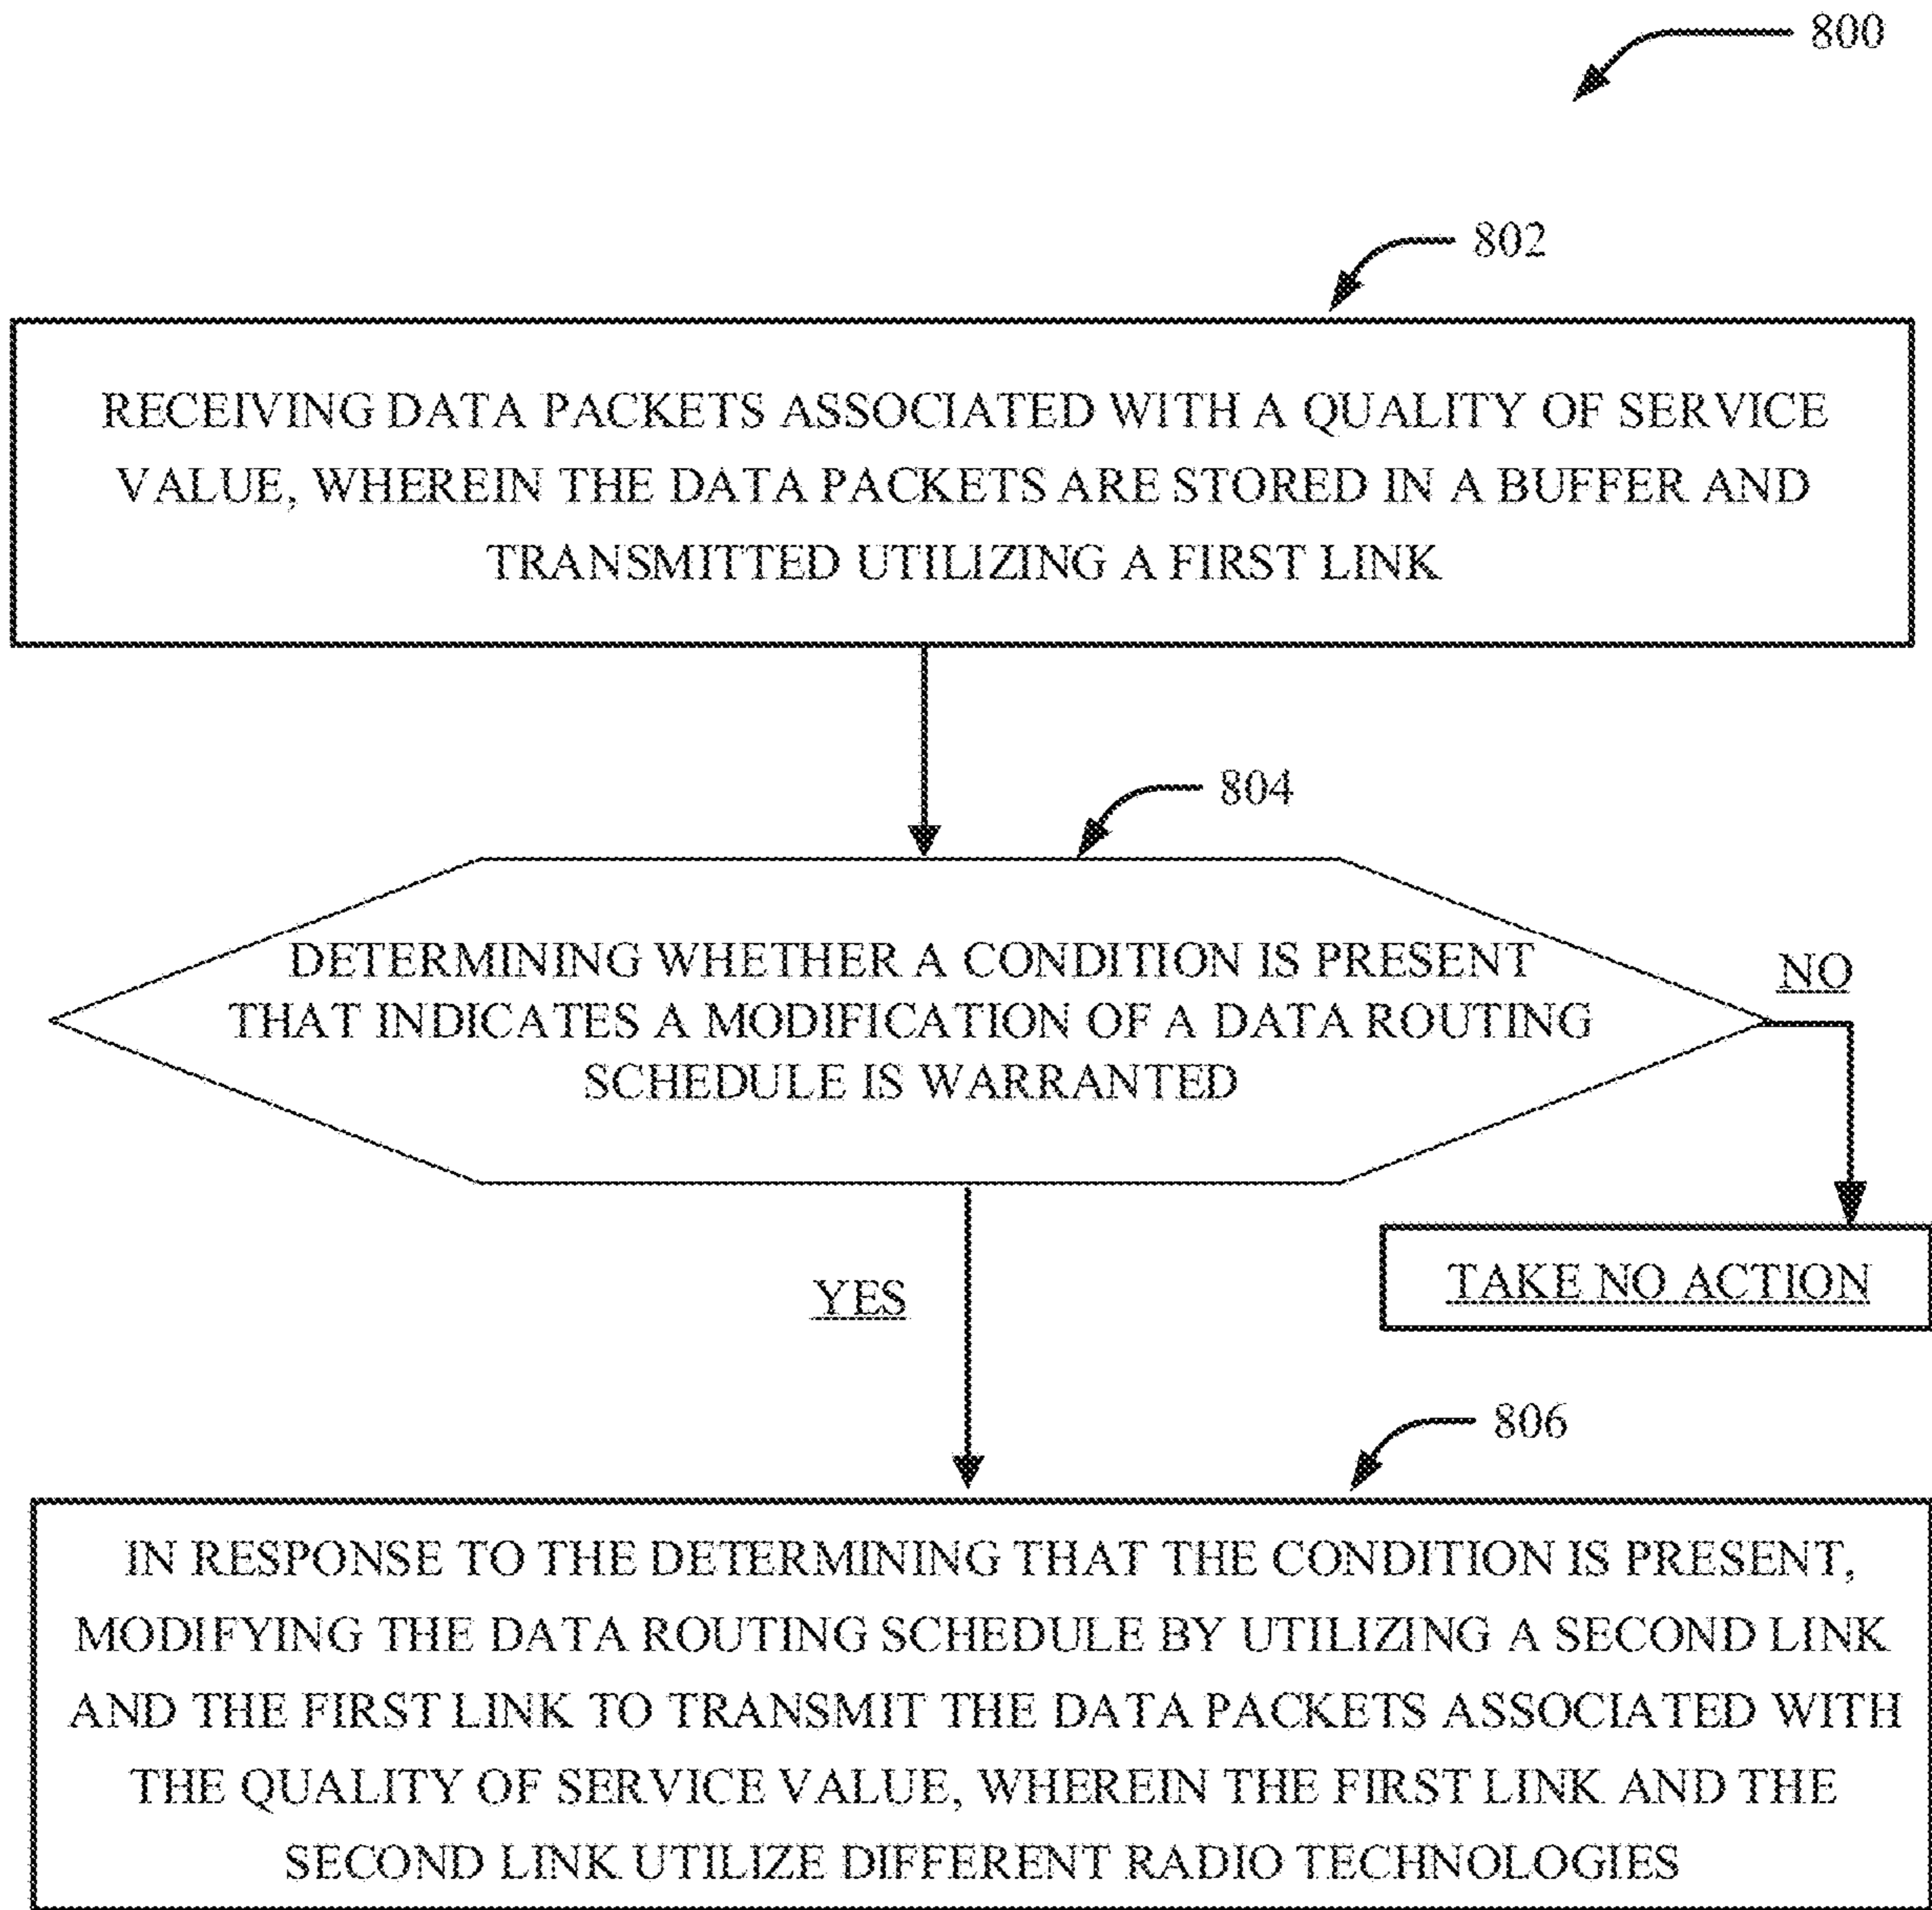 800
802
RECEIVING DATA PACKETS ASSOCIATED WITH A QUALITY OF SERVICE
VALUE, WHEREIN THE DATA PACKETS ARE STORED IN A BUFFER AND
TRANSMITTED UTILIZING A FIRST LINK
804
DETERMINING WHETHER A CONDITION IS PRESENT
THAT INDICATES A MODIFICATION OF A DATA ROUTING
SCHEDULE IS WARRANTED
NO
TAKE NO ACTION
YES
806
IN RESPONSE TO THE DETERMINING THAT THE CONDITION IS PRESENT,
MODIFYING THE DATA ROUTING SCHEDULE BY UTILIZING A SECOND LINK
AND THE FIRST LINK TO TRANSMIT THE DATA PACKETS ASSOCIATED WITH
THE QUALITY OF SERVICE VALUE, WHEREIN THE FIRST LINK AND THE
SECOND LINK UTILIZE DIFFERENT RADIO TECHNOLOGIES